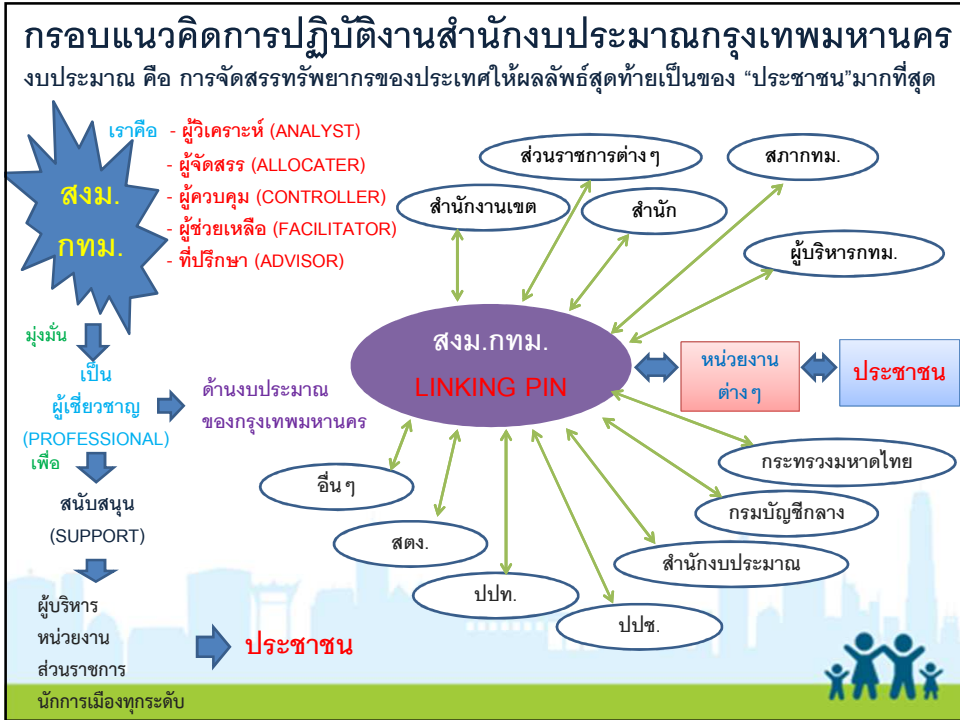 กรอบแนวคิดการปฏิบัติงานสำนักงบประมาณกรุงเทพมหานคร
งบประมาณ คือ การจัดสรรทรัพยากรของประเทศให้ผลลัพธ์สุดท้ายเป็นของ “ประชาชน”มากที่สุด
สงม.
กทม.
เราคือ - ผู้วิเคราะห์ (ANALYST)
- ผู้จัดสรร (ALLOCATER)
- ผู้ควบคุม (CONTROLLER)
- ผู้ช่วยเหลือ (FACILITATOR)
- ที่ปรึกษา (ADVISOR)
มุ่งมั่น
เป็น
ผู้เชี่ยวชาญ
(PROFESSIONAL)
ด้านงบประมาณ
ของกรุงเทพมหานคร
เพื่อ
สนับสนุน
(SUPPORT)
ผู้บริหาร
หน่วยงาน
ส่วนราชการ
นักการเมืองทุกระดับ
ประชาชน
สำนักงานเขต
ส่วนราชการต่างๆ
สำนัก
สภากทม.
ผู้บริหารกทม.
สงม.กทม.
LINKING PIN
หน่วยงาน
ต่างๆ
ประชาชน
กระทรวงมหาดไทย
กรมบัญชีกลาง
สำนักงบประมาณ
ปปช.
ปปท.
สตง.
อื่นๆ